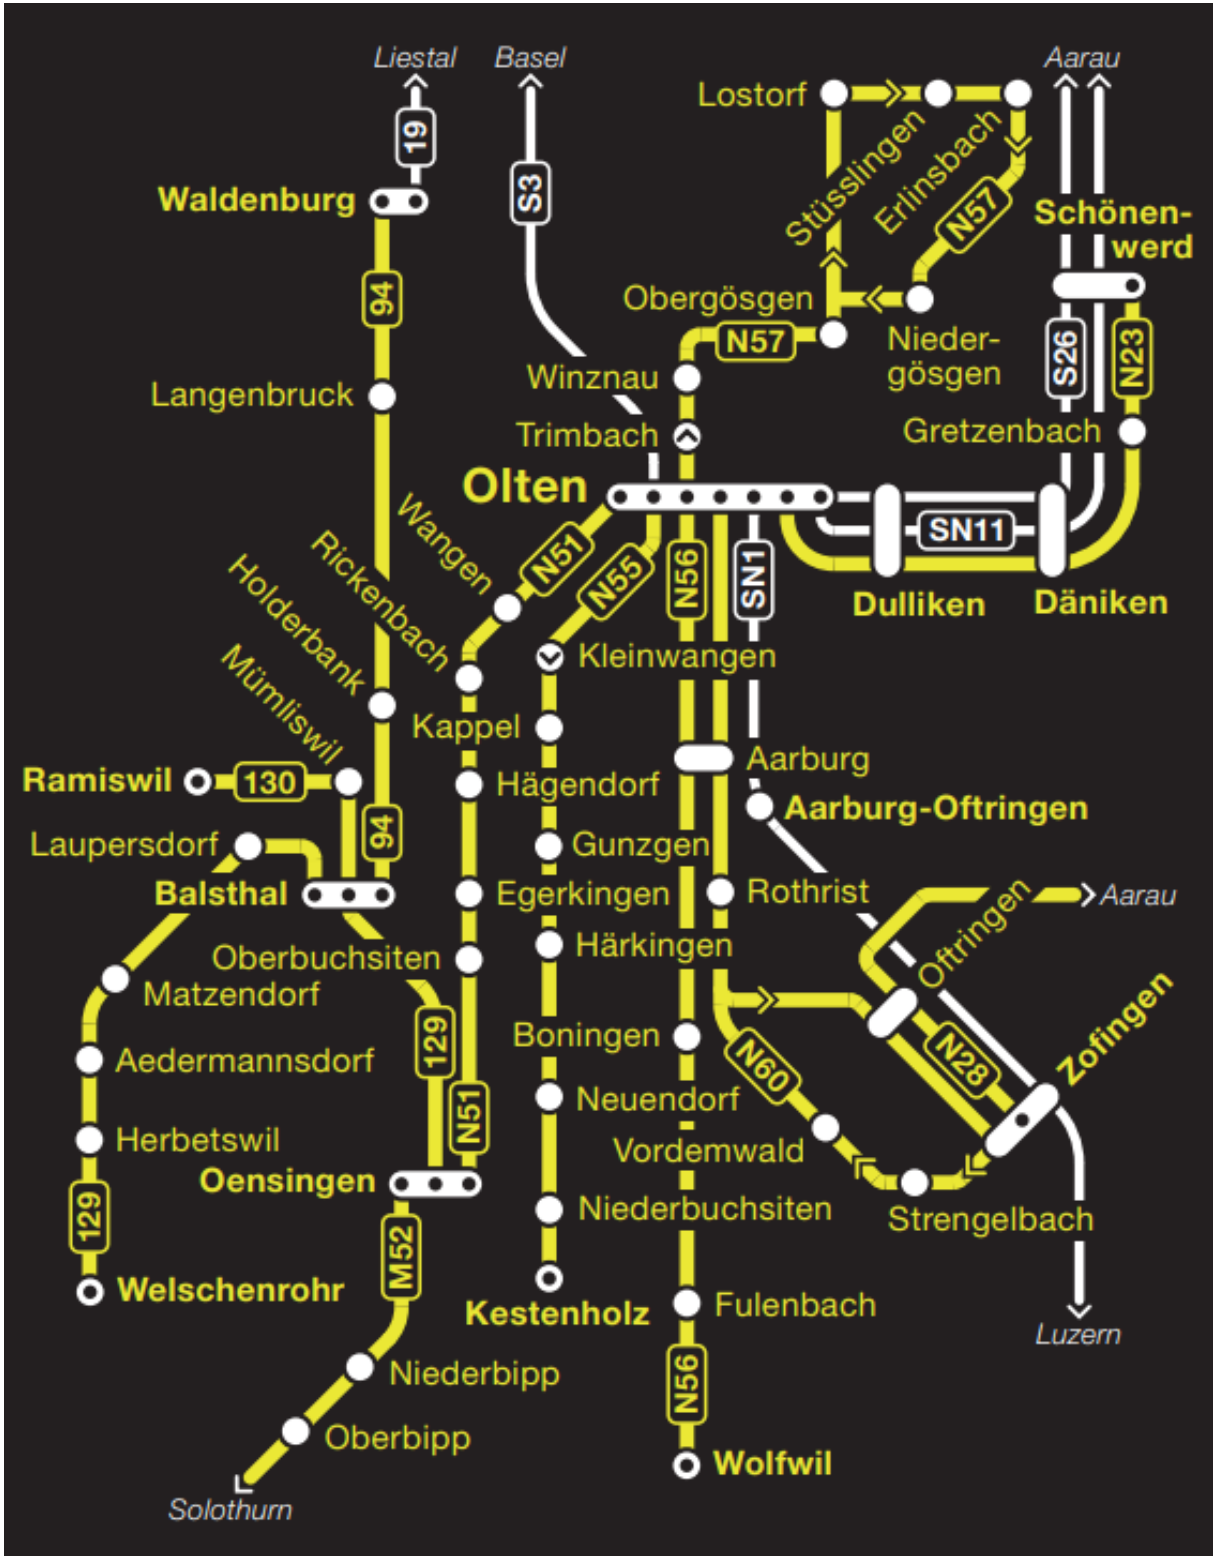 Liestal
Basel
Aarau
Lostorf
19
S3
Stüsslingen
Erlinsbach
N57
Waldenburg
Schönen-
werd
94
Obergösgen
N57
Nieder-
gösgen
S26
N23
Winznau
Langenbruck
Trimbach
Gretzenbach
Olten
Wangen
N51
N55
N56
SN1
SN11
Rickenbach
Dulliken
Däniken
Holderbank
Kleinwangen
Mümliswil
Kappel
Aarburg
Ramiswil
130
Hägendorf
Aarburg-Oftringen
94
Laupersdorf
Gunzgen
Balsthal
Egerkingen
Rothrist
Aarau
Oftringen
Härkingen
Oberbuchsiten
Matzendorf
Zofingen
129
Boningen
Aedermannsdorf
N60
N28
N51
Neuendorf
Herbetswil
Vordemwald
Oensingen
129
Niederbuchsiten
Strengelbach
M52
Welschenrohr
Kestenholz
Fulenbach
Luzern
Niederbipp
N56
Oberbipp
Wolfwil
Solothurn